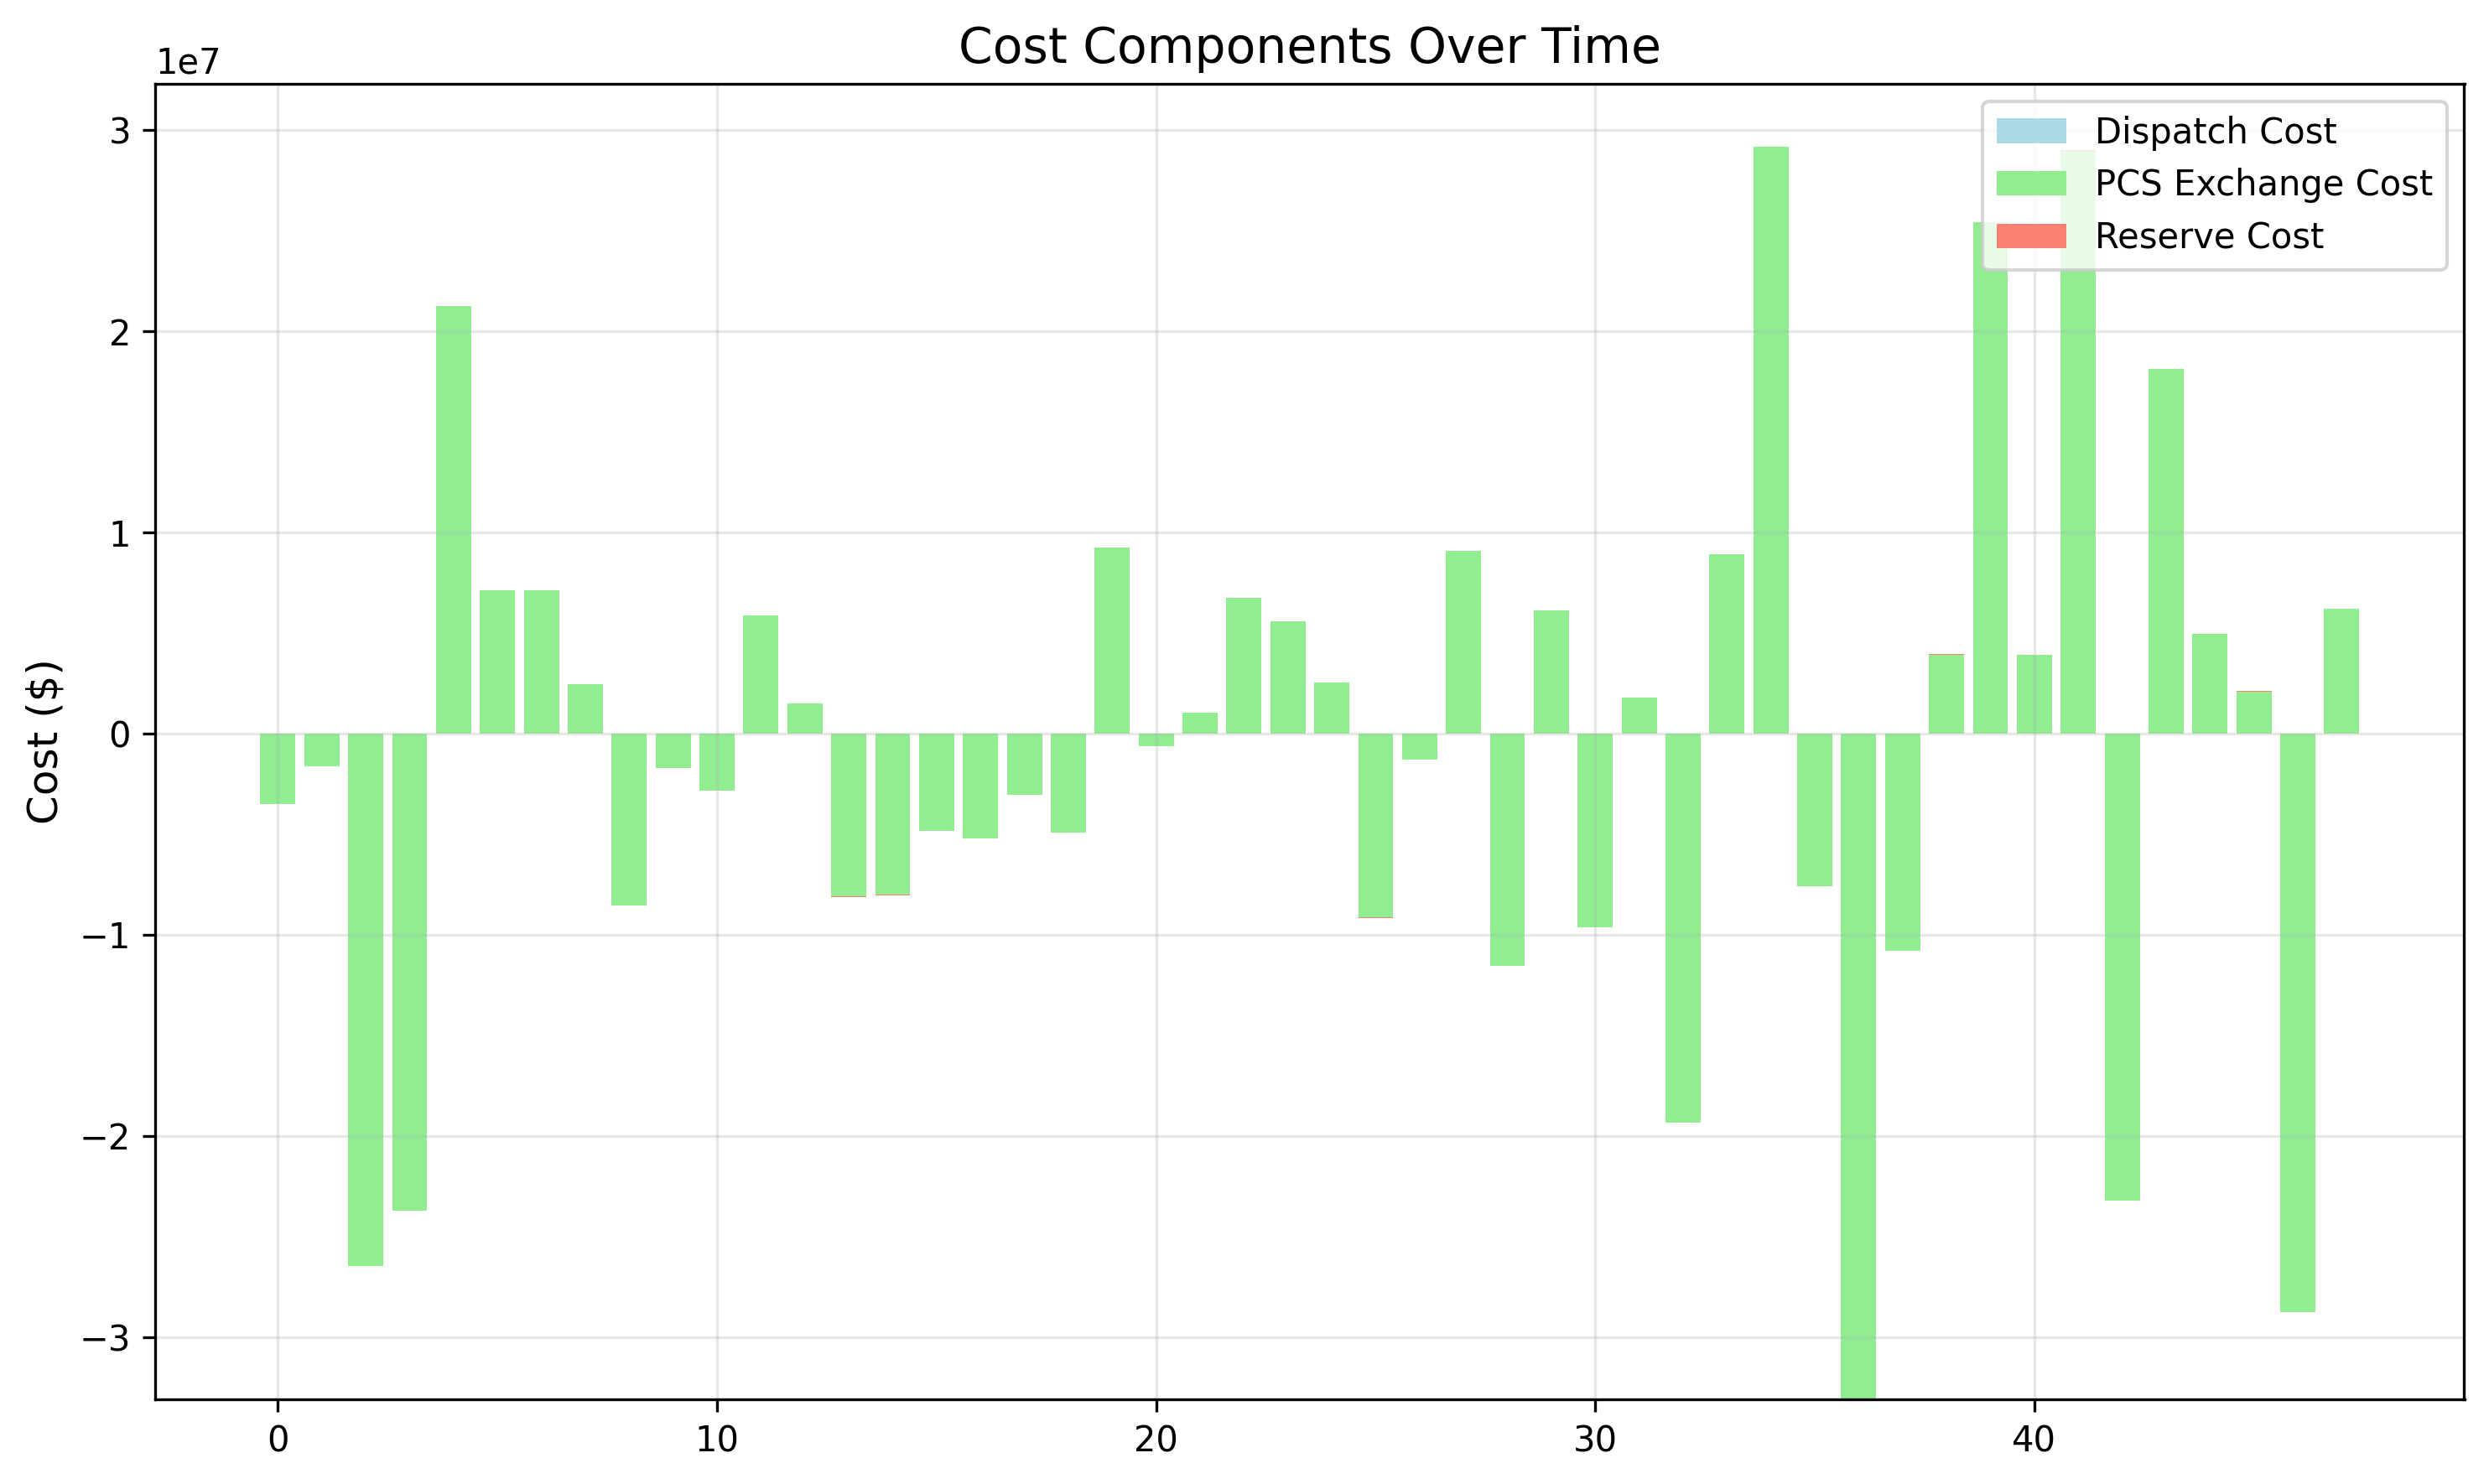 Cost Components Over Time
1e7
3
2
1
0
−1
−2
−3
Cost ($)
0 10 20 30 40
Dispatch Cost
PCS Exchange Cost
Reserve Cost